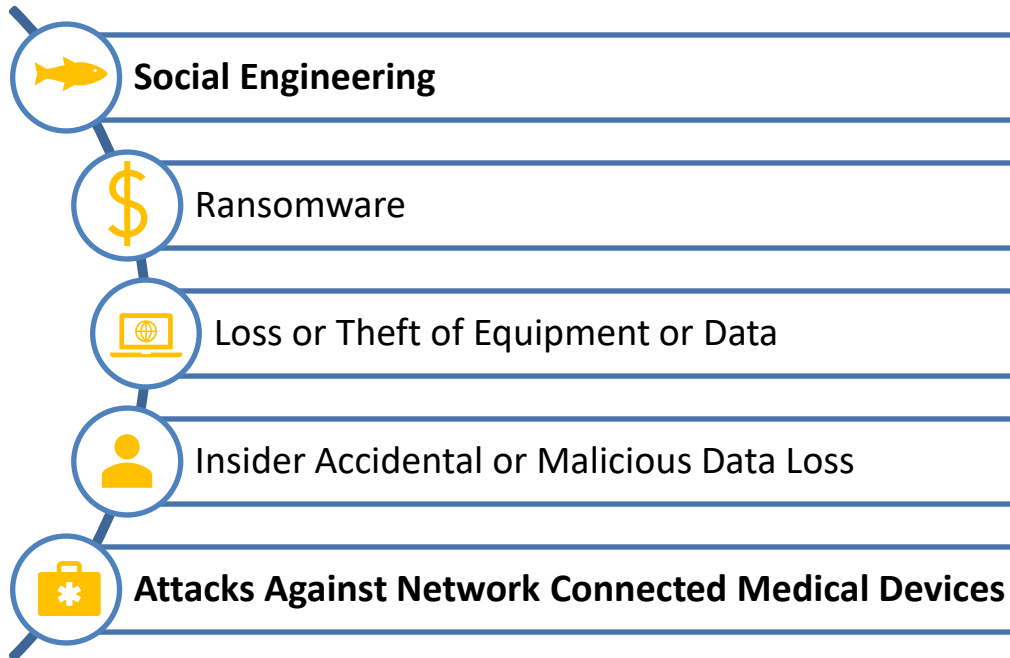 Social Engineering
Ransomware
Loss or Theft of Equipment or Data
Insider Accidental or Malicious Data Loss
Attacks Against Network Connected Medical Devices